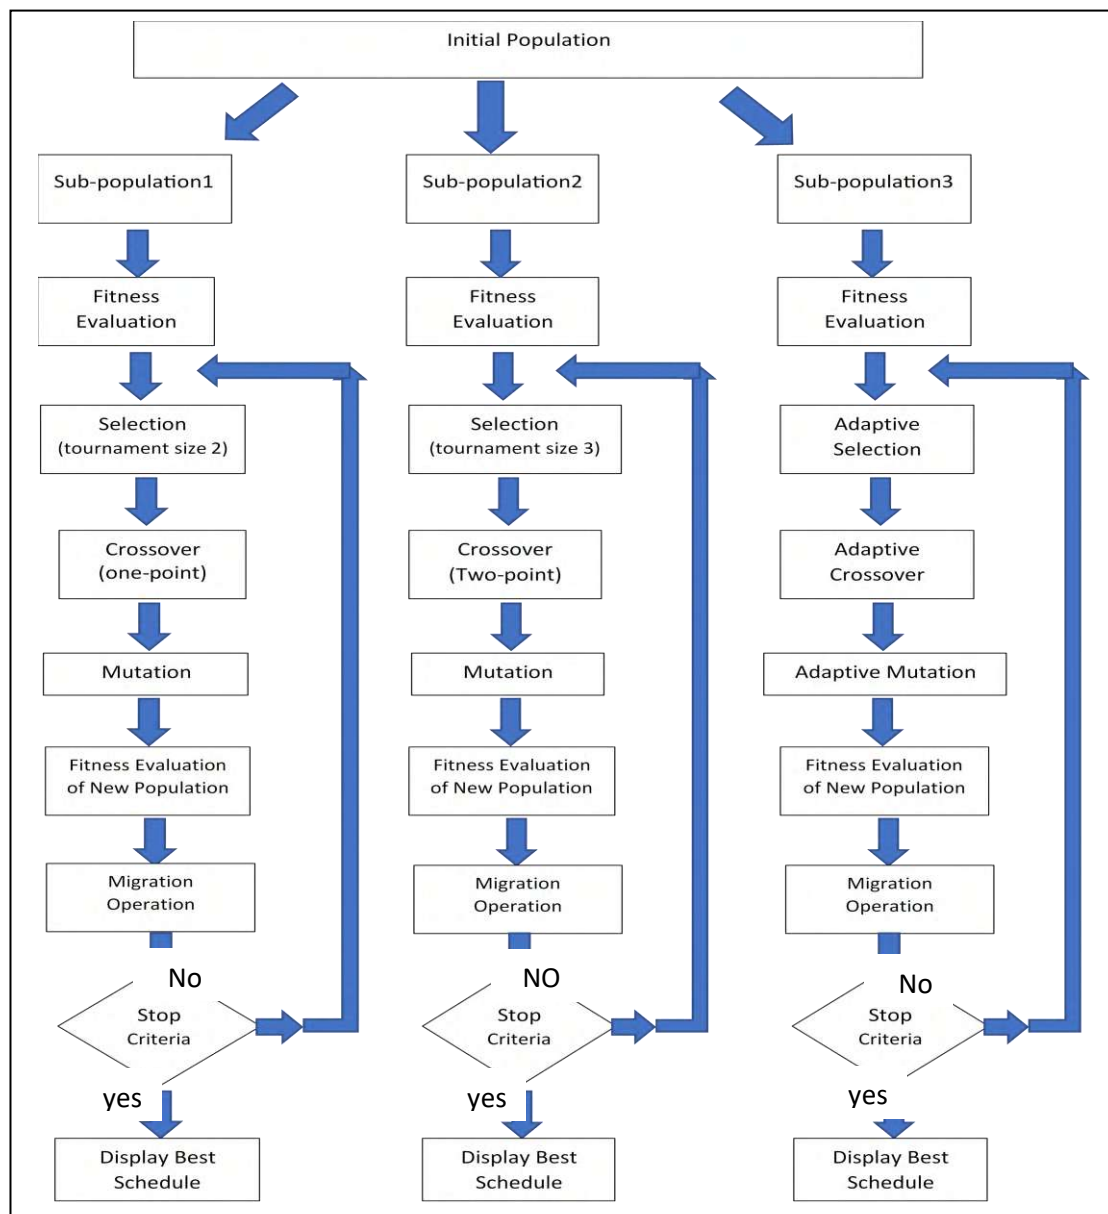 Initial Population
Sub-population1
Sub-population2
Sub-population3
Fitness
Evaluation
Fitness
Evaluation
Fitness
Evaluation
Selection
(tournament size 2)
Selection
(tournament size 3)
Adaptive
Selection
Crossover
(one-point)
Crossover
(Two-point)
Adaptive
Crossover
Mutation
Mutation
Adaptive Mutation
Fitness Evaluation
of New Population
Fitness Evaluation
of New Population
Fitness Evaluation
of New Population
Migration
Operation
Migration
Operation
Migration
Operation
No
NO
No
Stop
Criteria
Stop
Criteria
Stop
Criteria
yes
yes
yes
Display Best
Schedule
Display Best
Schedule
Display Best
Schedule